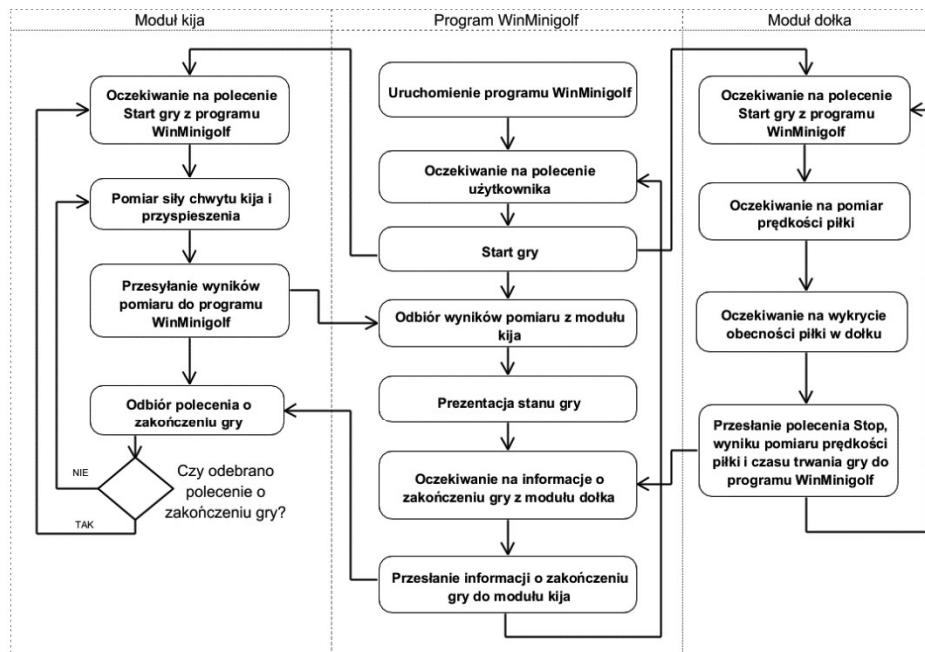 Moduł kija
Program WinMinigolf
Moduł dołka
Oczekiwanie na polecenie
Start gry z programu
WinMinigolf
Pomiar siły chwytu kija i
przyspieszenia
Przesyłanie wyników
pomiaru do programu
WinMinigolf
Odbiór polecenia o
zakończeniu gry
NIE
Czy odebrano
polecenie o
zakończeniu gry?
TAK
Uruchomienie programu WinMinigolf
Oczekiwanie na polecenie
użytkownika
Start gry
Odbiór wyników pomiaru z modułu
kija
Prezentacja stanu gry
Oczekiwanie na informacje o
zakończeniu gry z modułu dołka
Przesłanie informacji o zakończeniu
gry do modułu kija
Oczekiwanie na polecenie
Start gry z programu
WinMinigolf
Oczekiwanie na pomiar
prędkości piłki
Oczekiwanie na wykrycie
obecności piłki w dołku
Przesłanie polecenia Stop,
wyniku pomiaru prędkości
piłki i czasu trwania gry do
programu WinMinigolf